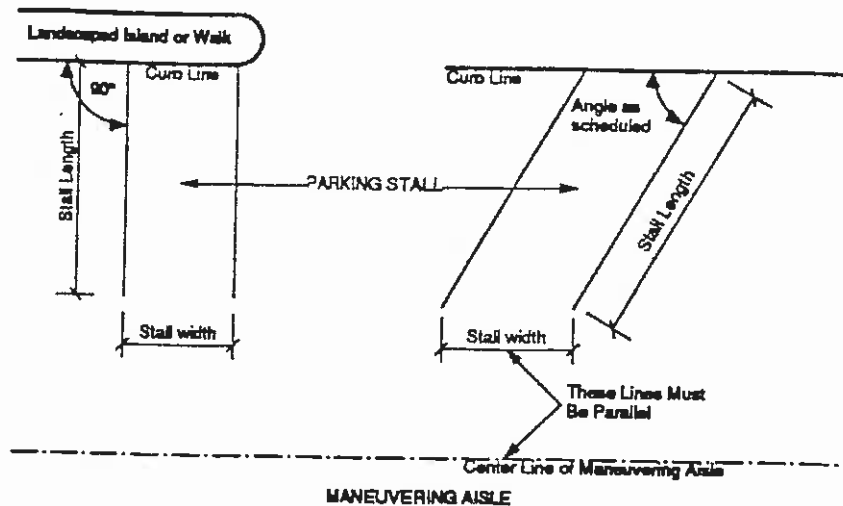 Landscaped Island or Walk
Curb Line
90°
Stall Length
Stall width
PARKING STALL
Curb Line
Angle as
scheduled
Stall Length
Stall width
These Lines Must
Be Parallel
Center Line of Maneuvering Aisle
MANEUVERING AISLE